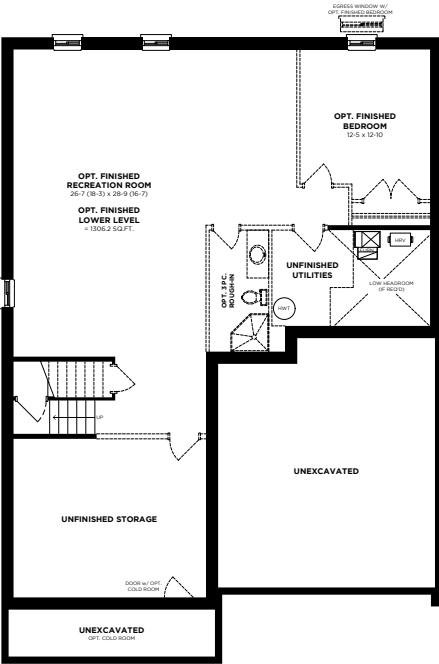 EGRESS WINDOW W/
OPT. FINISHED BEDROOM
OPT. FINISHED
BEDROOM
12-5 x 12-10
OPT. FINISHED
RECREATION ROOM
26-7 (18-3) x 28-9 (16-7)
OPT. FINISHED
LOWER LEVEL
= 1306.2 SQ.FT.
OPT. 3 PC.
ROUGH-IN
UNFINISHED
UTILITIES
HRV
LOW HEADROOM
(IF REQ'D)
HWT
UP
UNEXCAVATED
UNFINISHED STORAGE
DOOR w/ OPT.
COLD ROOM
UNEXCAVATED
OPT. COLD ROOM